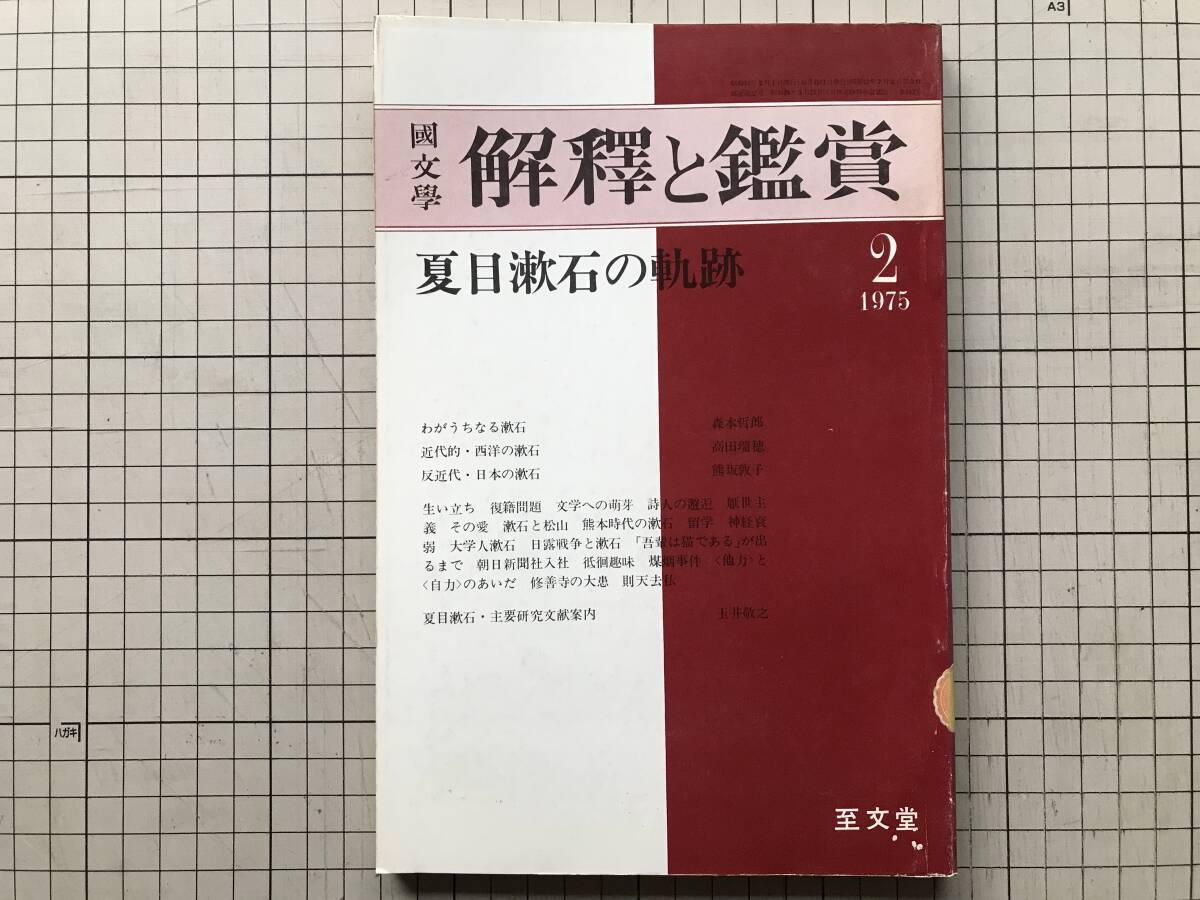 A3
國文學
解釋と鑑賞
夏目漱石の軌跡
2
1975
わがうちなる漱石 森本哲郎
近代的・西洋の漱石 高田瑞穂
反近代・日本の漱石 熊坂敦子
生い立ち 復籍問題 文学への萌芽 詩人の邂逅 厭世主
義 その愛 漱石と松山 熊本時代の漱石 留学 神経衰
弱 大学人漱石 日露戦争と漱石 「吾輩は猫である」が出
るまで 朝日新聞社入社 低徊趣味 煤烟事件 〈他力〉と
〈自力〉のあいだ 修善寺の大患 則天去私
夏目漱石・主要研究文献案内 玉井敬之
ハガキ
至文堂